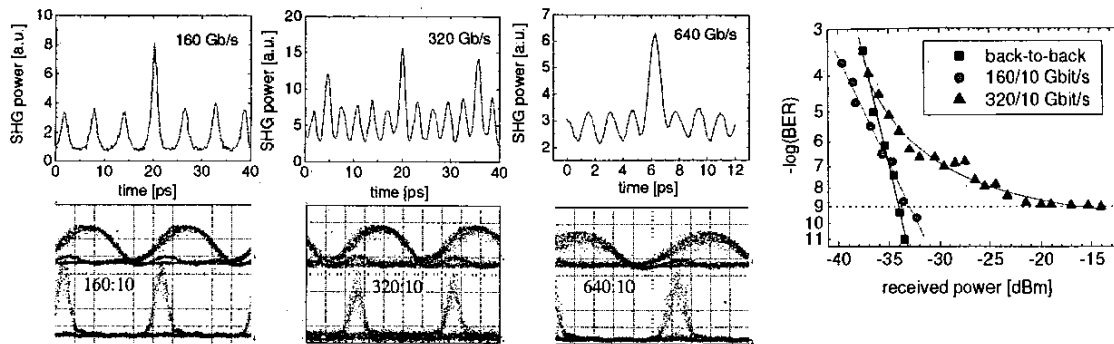 SHG power [a.u.]
8
6
4
2
0
160 Gb/s
0 10 20 30 40
time [ps]
SHG power [a.u.]
20
15
10
5
0
320 Gb/s
0 10 20 30 40
time [ps]
SHG power [a.u.]
7
6
5
4
3
2
640 Gb/s
0 2 4 6 8 10 12
time [ps]
160:10
320:10
640:10
-log(BER)
3
4
5
6
7
8
9
10
11
back-to-back
160/10 Gbit/s
320/10 Gbit/s
-40 -35 -30 -25 -20 -15
received power [dBm]